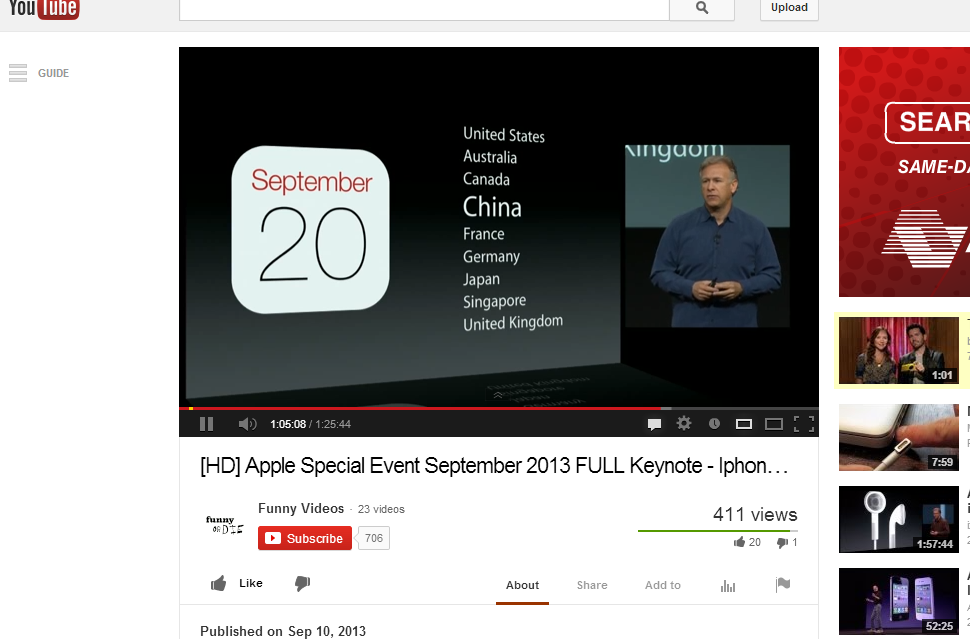 YouTube
Upload
GUIDE
September
20
United States
Australia
Canada
China
France
Germany
Japan
Singapore
United Kingdom
Kingdom
1:05:08 / 1:25:44
[HD] Apple Special Event September 2013 FULL Keynote - Iphon...
funny
OR DIE
Funny Videos - 23 videos
Subscribe
706
411 views
20
1
Like
About
Share
Add to
Published on Sep 10, 2013
SEAR
SAME-DA
1:01
7:59
1:57:44
52:25